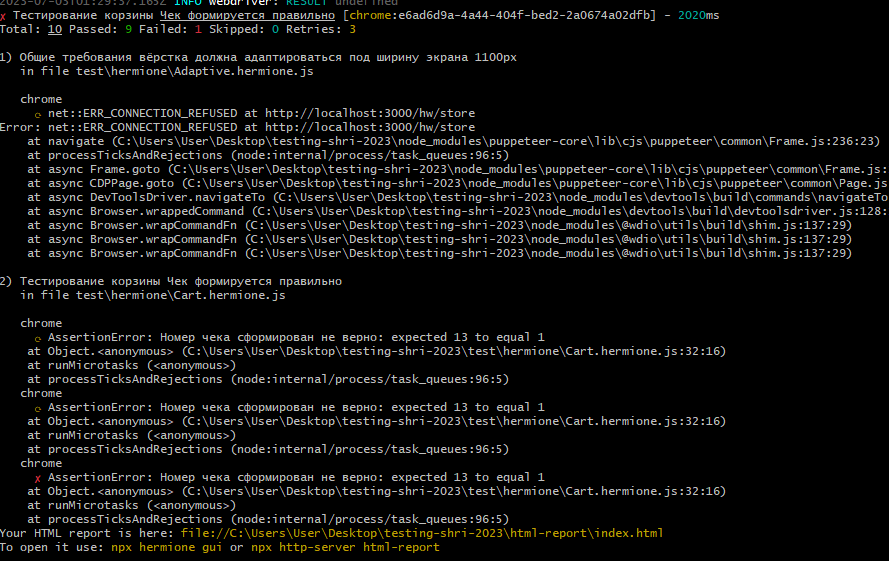 2023-07-03T01:29:37.163Z INFO webdriver: RESULT undefined
✗ Тестирование корзины Чек формируется правильно [chrome:e6ad6d9a-4a44-404f-bed2-2a0674a02dfb] - 2020ms
Total: 10 Passed: 9 Failed: 1 Skipped: 0 Retries: 3
1) Общие требования вёрстка должна адаптироваться под ширину экрана 1100px
in file test\hermione\Adaptive.hermione.js
chrome
⟳ net::ERR_CONNECTION_REFUSED at http://localhost:3000/hw/store
Error: net::ERR_CONNECTION_REFUSED at http://localhost:3000/hw/store
at navigate (C:\Users\User\Desktop\testing-shri-2023\node_modules\puppeteer-core\lib\cjs\puppeteer\common\Frame.js:236:23)
at processTicksAndRejections (node:internal/process/task_queues:96:5)
at async Frame.goto (C:\Users\User\Desktop\testing-shri-2023\node_modules\puppeteer-core\lib\cjs\puppeteer\common\Frame.js:
at async CDPPage.goto (C:\Users\User\Desktop\testing-shri-2023\node_modules\puppeteer-core\lib\cjs\puppeteer\common\Page.js
at async DevToolsDriver.navigateTo (C:\Users\User\Desktop\testing-shri-2023\node_modules\devtools\build\commands\navigateTo
at async Browser.wrappedCommand (C:\Users\User\Desktop\testing-shri-2023\node_modules\devtools\build\devtoolsdriver.js:128:
at async Browser.wrapCommandFn (C:\Users\User\Desktop\testing-shri-2023\node_modules\@wdio\utils\build\shim.js:137:29)
at async Browser.wrapCommandFn (C:\Users\User\Desktop\testing-shri-2023\node_modules\@wdio\utils\build\shim.js:137:29)
at async Browser.wrapCommandFn (C:\Users\User\Desktop\testing-shri-2023\node_modules\@wdio\utils\build\shim.js:137:29)
2) Тестирование корзины Чек формируется правильно
in file test\hermione\Cart.hermione.js
chrome
⟳ AssertionError: Номер чека сформирован не верно: expected 13 to equal 1
at Object.<anonymous> (C:\Users\User\Desktop\testing-shri-2023\test\hermione\Cart.hermione.js:32:16)
at runMicrotasks (<anonymous>)
at processTicksAndRejections (node:internal/process/task_queues:96:5)
chrome
⟳ AssertionError: Номер чека сформирован не верно: expected 13 to equal 1
at Object.<anonymous> (C:\Users\User\Desktop\testing-shri-2023\test\hermione\Cart.hermione.js:32:16)
at runMicrotasks (<anonymous>)
at processTicksAndRejections (node:internal/process/task_queues:96:5)
chrome
✗ AssertionError: Номер чека сформирован не верно: expected 13 to equal 1
at Object.<anonymous> (C:\Users\User\Desktop\testing-shri-2023\test\hermione\Cart.hermione.js:32:16)
at runMicrotasks (<anonymous>)
at processTicksAndRejections (node:internal/process/task_queues:96:5)
Your HTML report is here: file://C:\Users\User\Desktop\testing-shri-2023\html-report\index.html
To open it use: npx hermione gui or npx http-server html-report